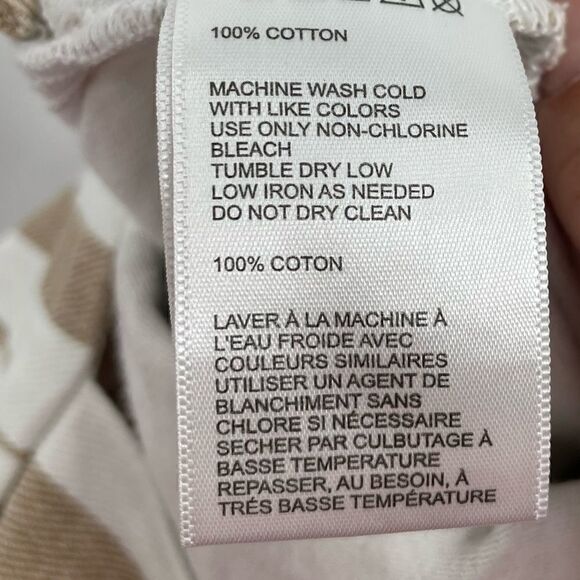 100% COTTON
MACHINE WASH COLD
WITH LIKE COLORS
USE ONLY NON-CHLORINE
BLEACH
TUMBLE DRY LOW
LOW IRON AS NEEDED
DO NOT DRY CLEAN
100% COTON
LAVER À LA MACHINE À
L'EAU FROIDE AVEC
COULEURS SIMILAIRES
UTILISER UN AGENT DE
BLANCHIMENT SANS
CHLORE SI NÉCESSAIRE
SECHER PAR CULBUTAGE À
BASSE TEMPERATURE
REPASSER, AU BESOIN, À
TRÉS BASSE TEMPÉRATURE